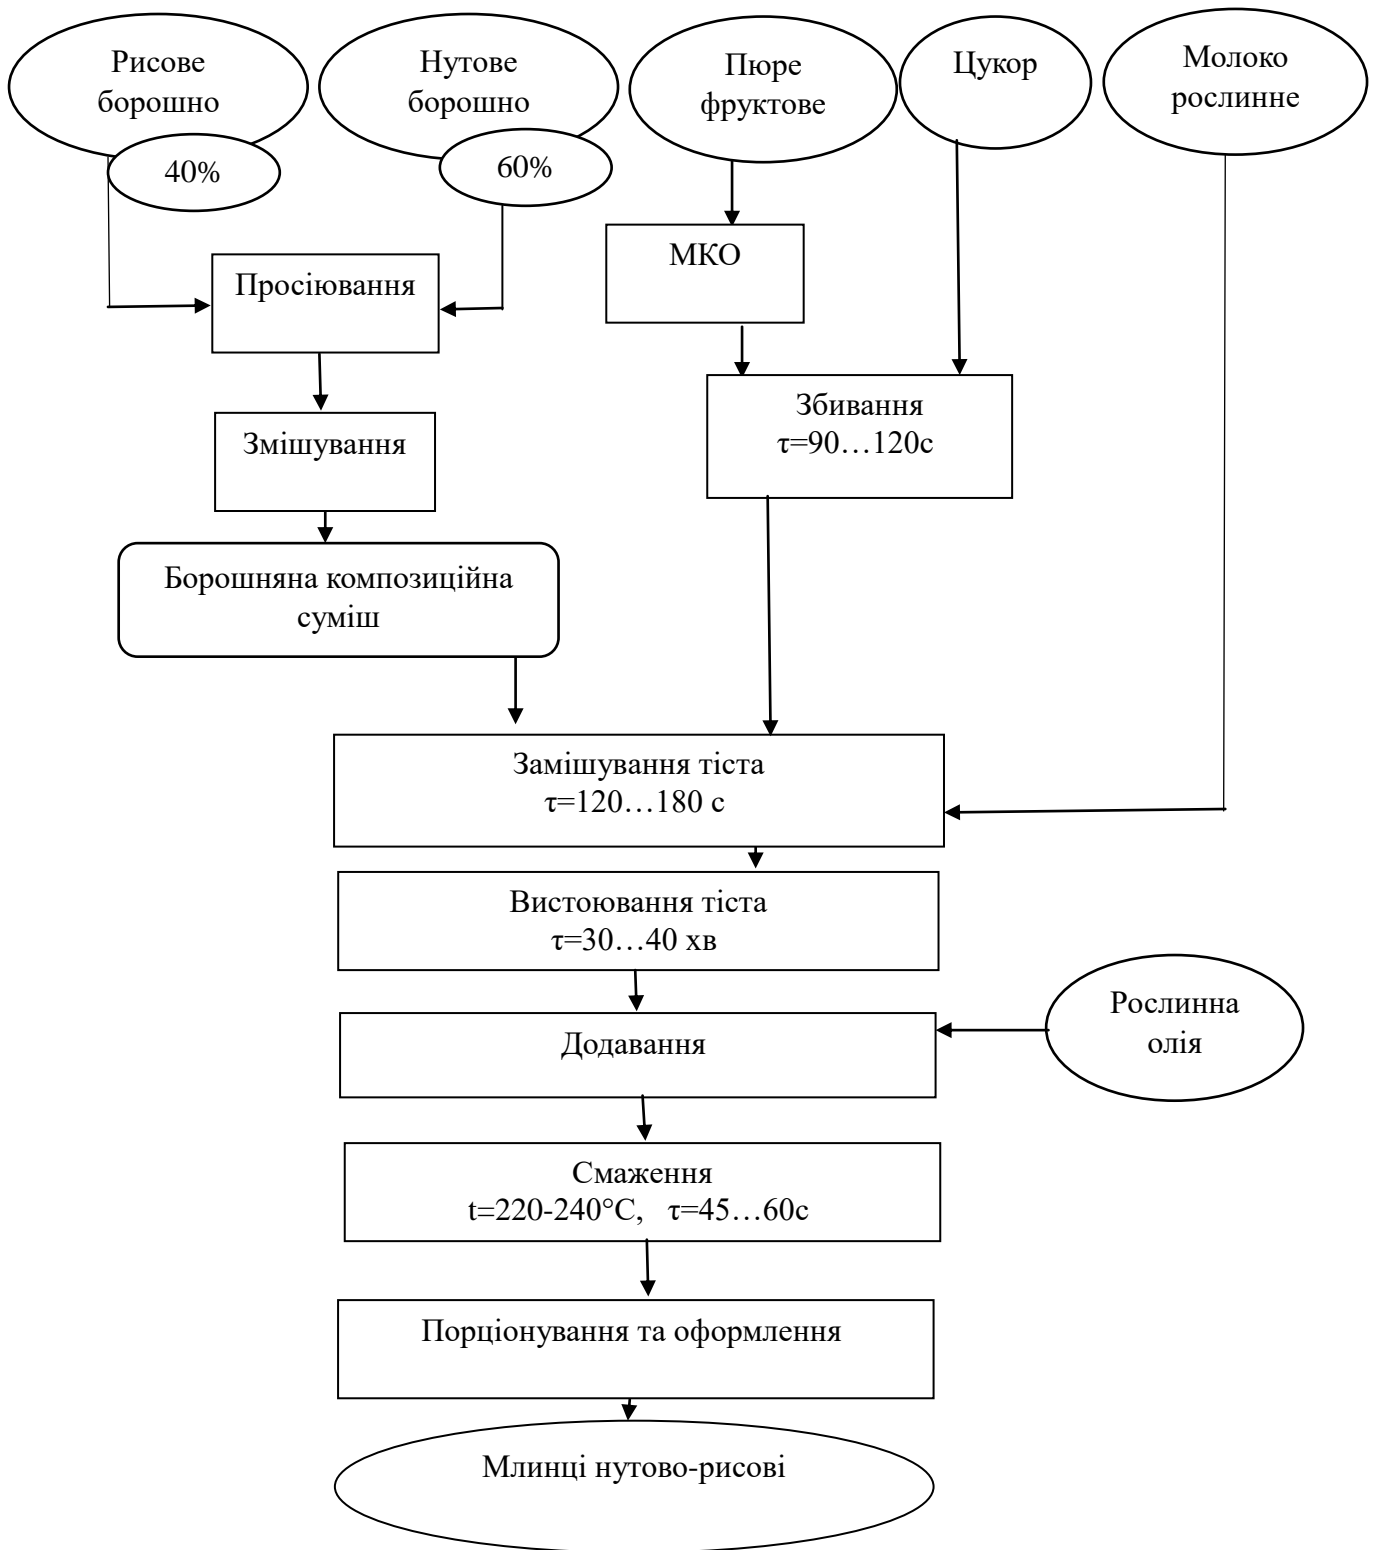 Рисове
борошно
40%
Нутове
борошно
60%
Пюре
фруктове
Цукор
Молоко
рослинне
МКО
Просіювання
Збивання
τ=90…120с
Змішування
Борошняна композиційна
суміш
Замішування тіста
τ=120…180 с
Вистоювання тіста
τ=30…40 хв
Рослинна
олія
Додавання
Смаження
t=220-240°С, τ=45…60с
Порціонування та оформлення
Млинці нутово-рисові